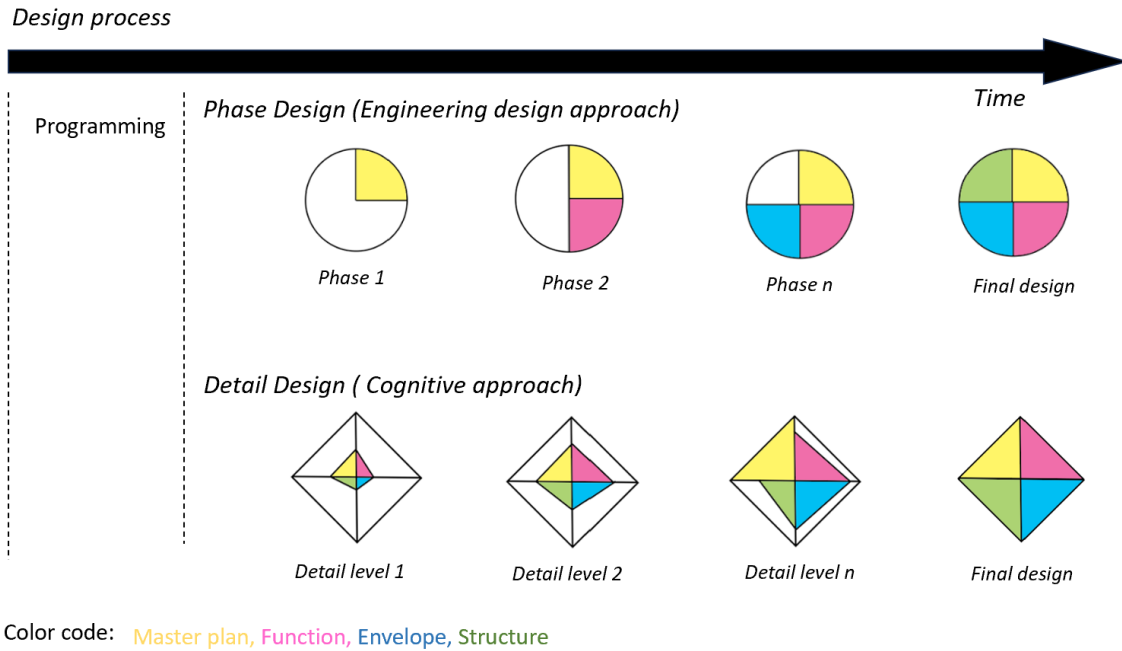 Design process
Time
Programming
Phase Design (Engineering design approach)
Phase 1
Phase 2
Phase n
Final design
Detail Design ( Cognitive approach)
Detail level 1
Detail level 2
Detail level n
Final design
Color code: Master plan, Function, Envelope, Structure